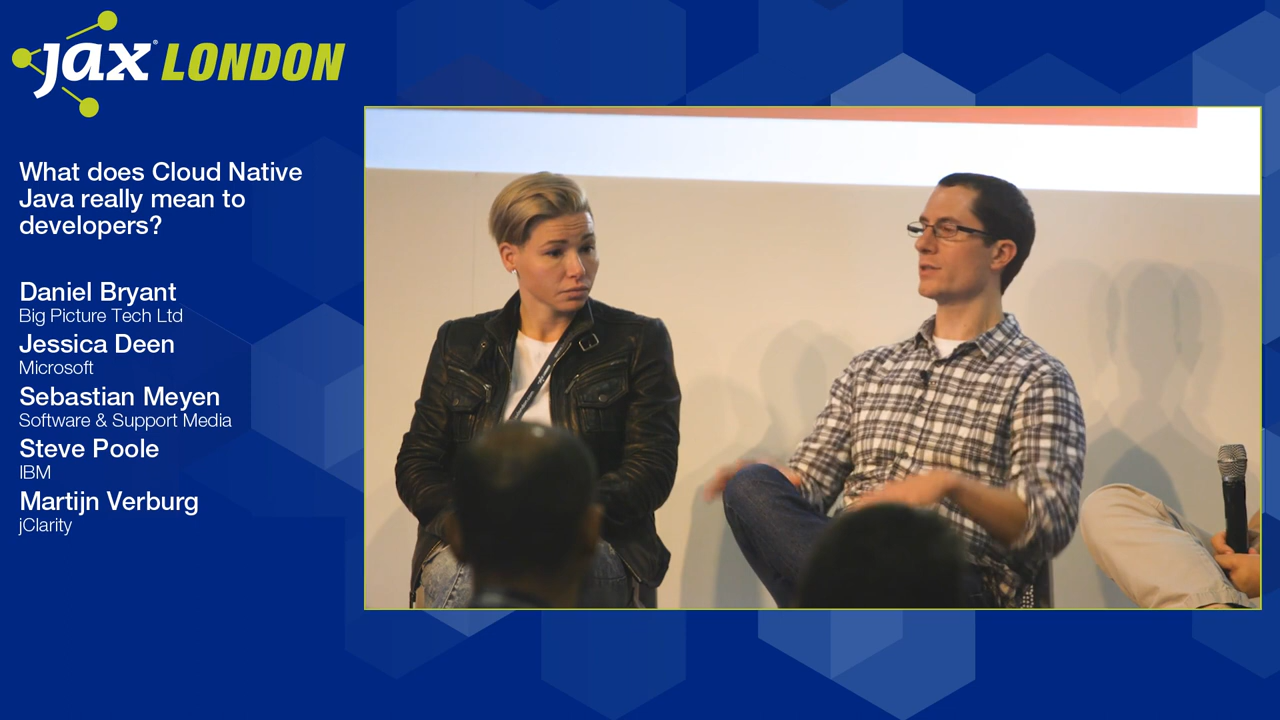 jax® LONDON
What does Cloud Native
Java really mean to
developers?
Daniel Bryant
Big Picture Tech Ltd
Jessica Deen
Microsoft
Sebastian Meyen
Software & Support Media
Steve Poole
IBM
Martijn Verburg
jClarity